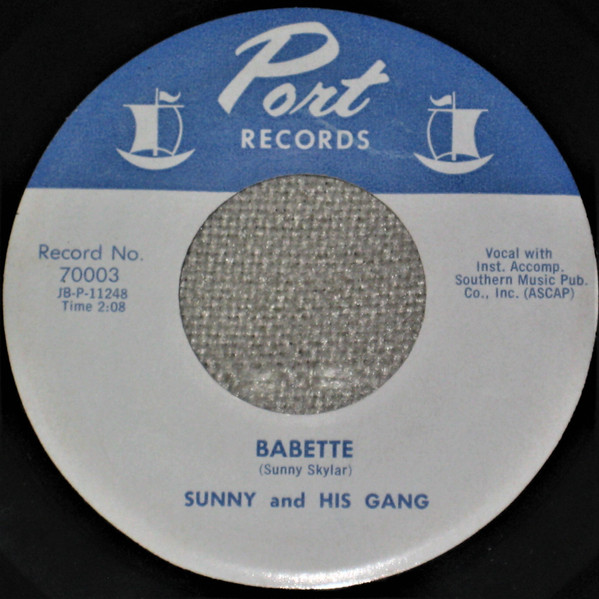 Port
RECORDS
Record No.
70003
JB-P-11248
Time 2:08
Vocal with
Inst. Accomp.
Southern Music Pub.
Co., Inc. (ASCAP)
BABETTE
(Sunny Skylar)
SUNNY and HIS GANG